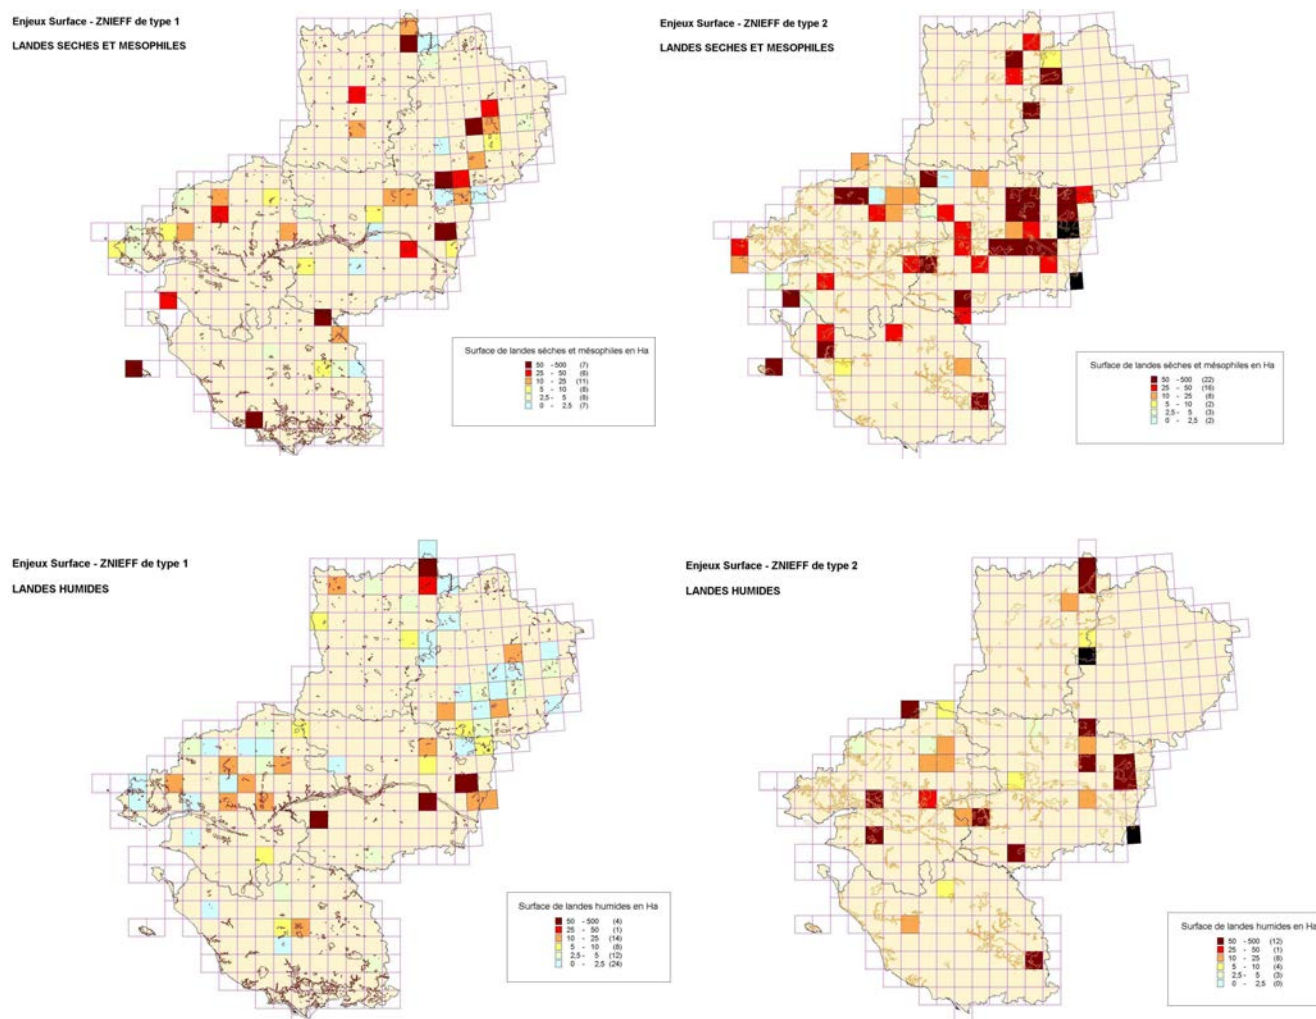 Enjeux Surface - ZNIEFF de type 1
LANDES SECHES ET MESOPHILES
Surface de landes sèches et mésophiles en Ha
50 - 500 (7)
25 - 50 (6)
10 - 25 (11)
5 - 10 (8)
2,5 - 5 (8)
0 - 2,5 (7)
Enjeux Surface - ZNIEFF de type 2
LANDES SECHES ET MESOPHILES
Surface de landes sèches et mésophiles en Ha
50 - 500 (22)
25 - 50 (16)
10 - 25 (8)
5 - 10 (2)
2,5 - 5 (3)
0 - 2,5 (2)
Enjeux Surface - ZNIEFF de type 1
LANDES HUMIDES
Surface de landes humides en Ha
50 - 500 (4)
25 - 50 (1)
10 - 25 (14)
5 - 10 (8)
2,5 - 5 (12)
0 - 2,5 (24)
Enjeux Surface - ZNIEFF de type 2
LANDES HUMIDES
Surface de landes humides en Ha
50 - 500 (12)
25 - 50 (1)
10 - 25 (8)
5 - 10 (4)
2,5 - 5 (3)
0 - 2,5 (0)